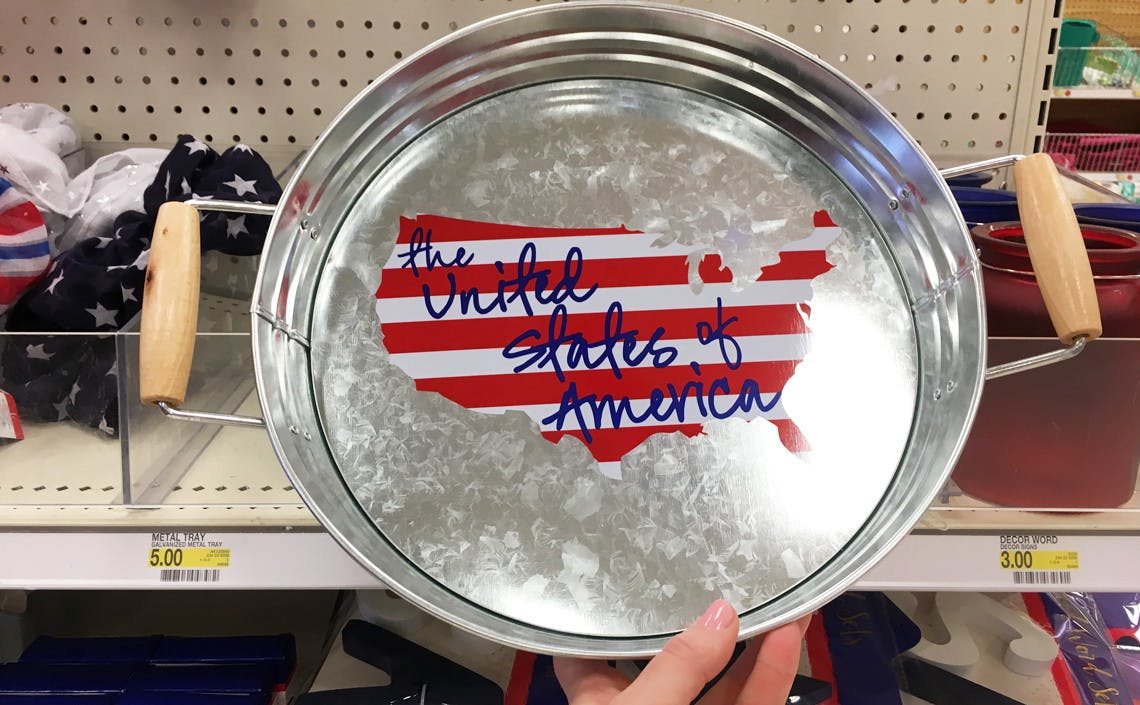 the
United
States of
America
METAL TRAY
GALVANIZED METAL TRAY
5.00
DECOR WORD
DECOR SIGNS
3.00